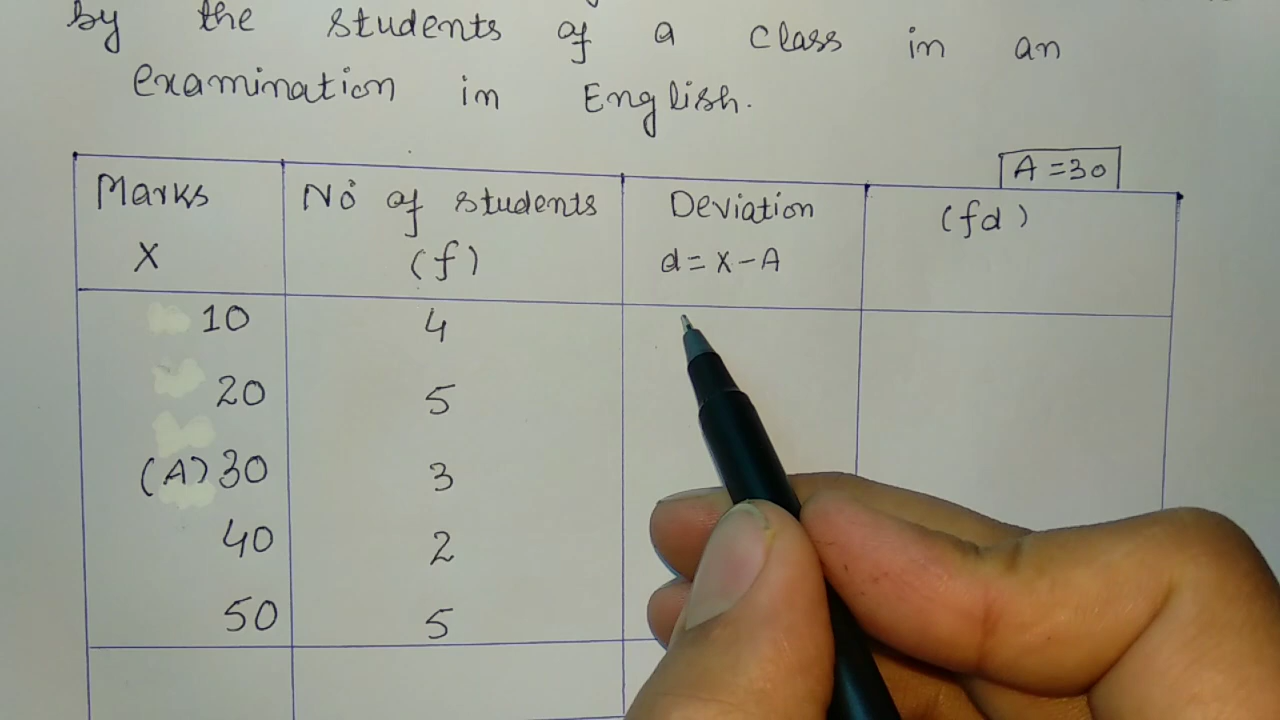 by the students of a class in an
examination in English.
A = 30
Marks No of students Deviation (fd)
X (f) d = X - A
10 4
20 5
(A) 30 3
40 2
50 5